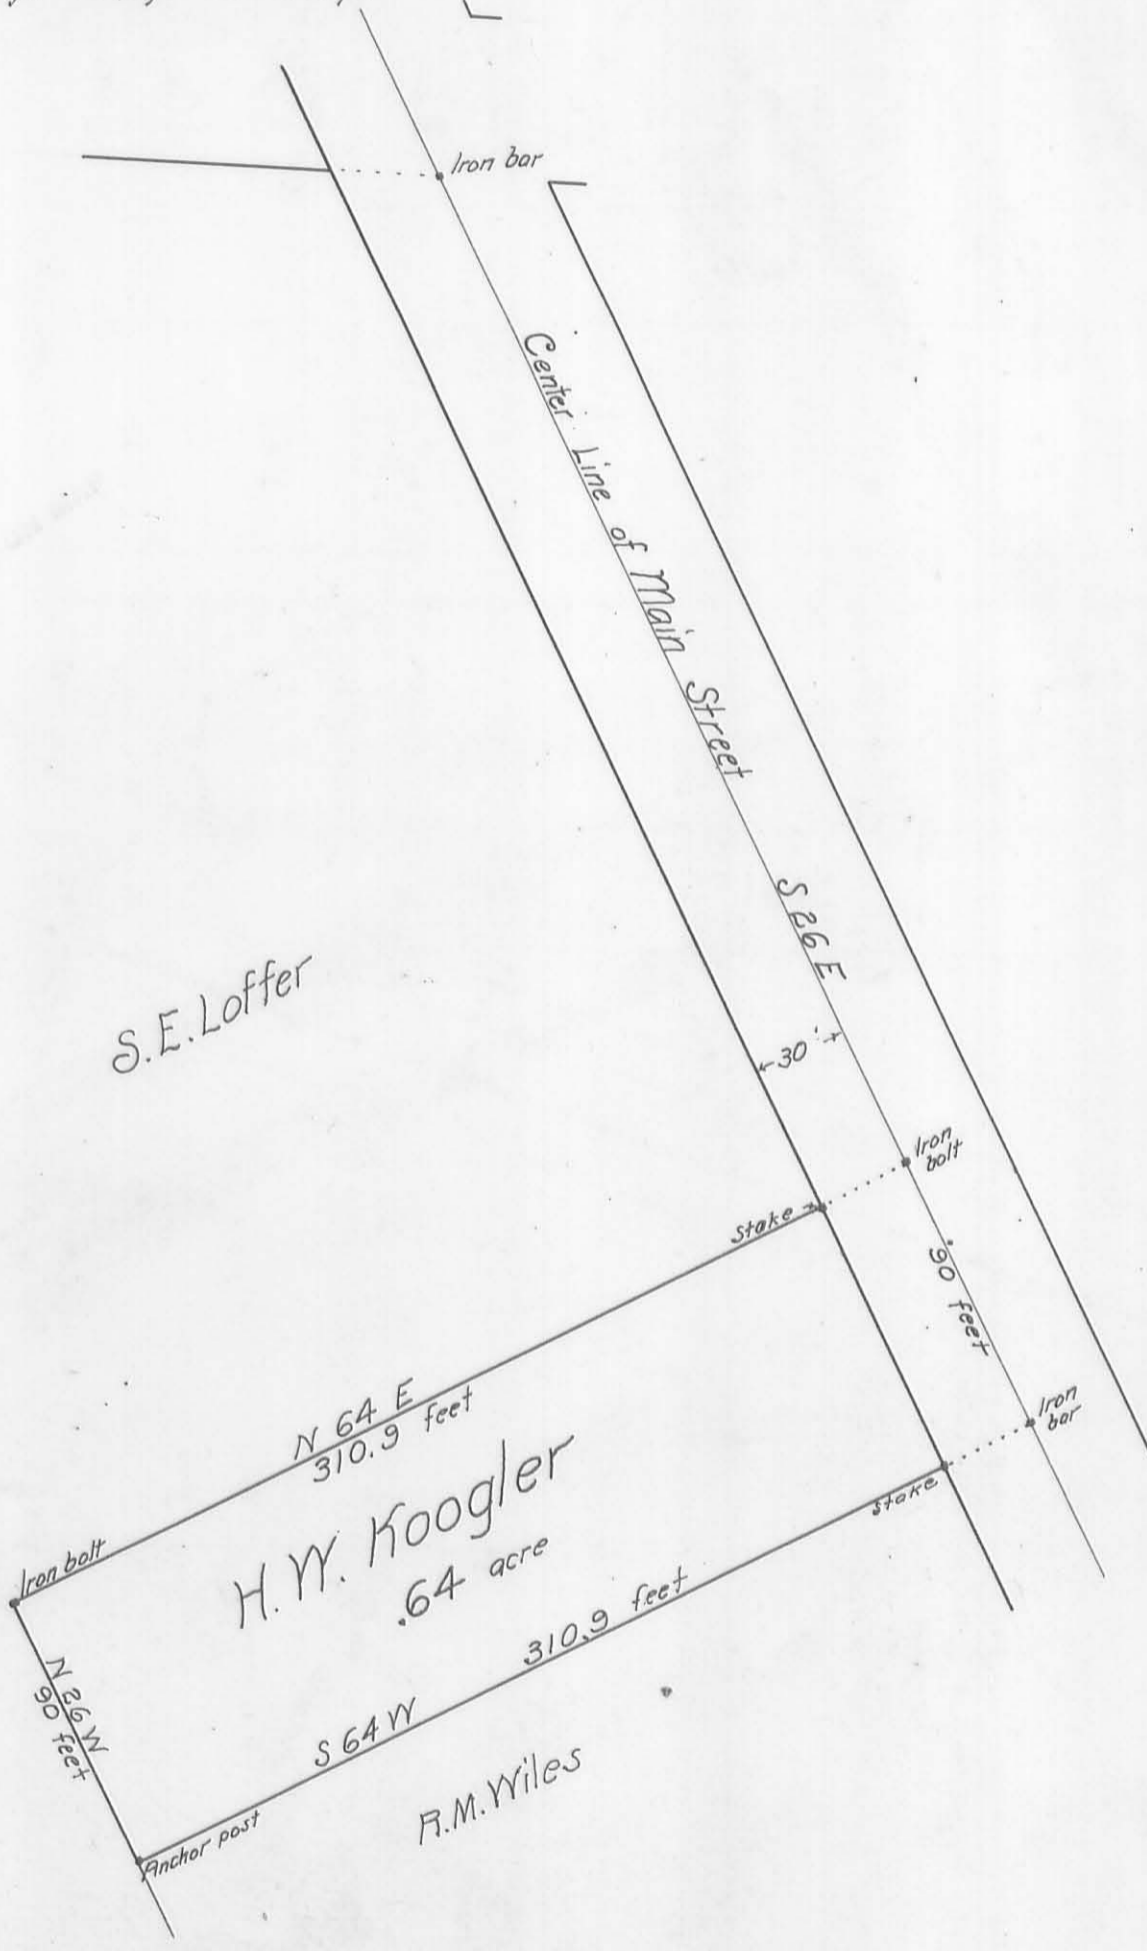 Iron bar
Center Line of Main Street S 26 E
S.E. Loffer
30'
Iron
bolt
stake
90 feet
N 64 E
310.9 feet
Iron
bar
stake
H. W. Koogler
.64 acre
Iron bolt
310.9 feet
S 64 W
N 26 W
90 feet
R.M. Wiles
Anchor post